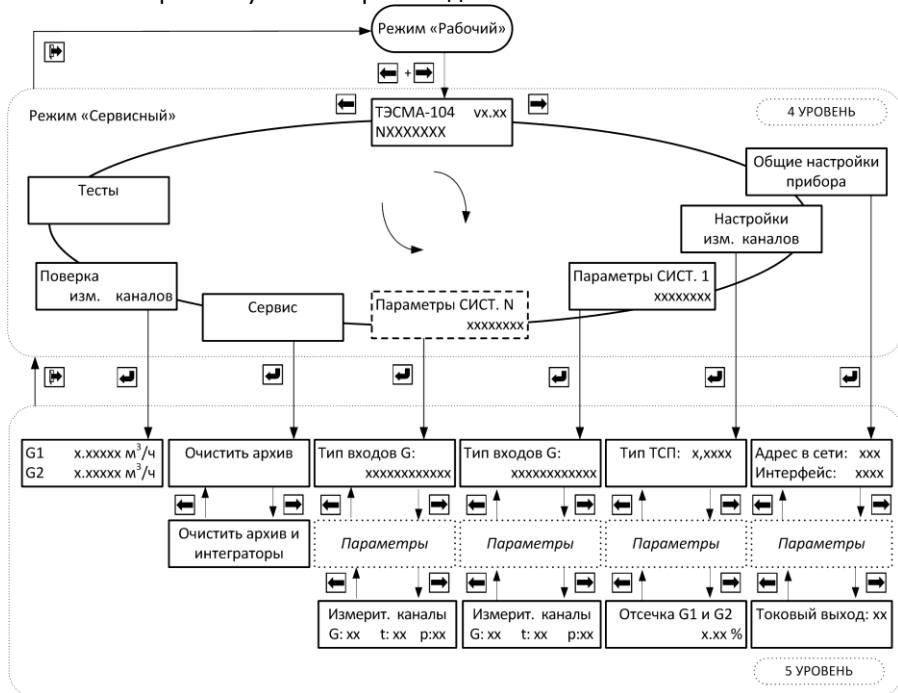 Режим «Рабочий»
+
Режим «Сервисный»
ТЭСМА-104 vx.xx
NXXXXXXX
4 УРОВЕНЬ
Общие настройки
прибора
Тесты
Настройки
изм. каналов
Поверка
изм. каналов
Сервис
Параметры СИСТ. N
xxxxxxxx
Параметры СИСТ. 1
xxxxxxxx
G1 x.xxxxx м³/ч
G2 x.xxxxx м³/ч
Очистить архив
Тип входов G:
xxxxxxxxxxxx
Тип входов G:
xxxxxxxxxxxx
Тип ТСП: x,xxxx
Адрес в сети: xxx
Интерфейс: xxxx
Очистить архив и
интеграторы
Параметры
Параметры
Параметры
Параметры
Измерит. каналы
G: xx t: xx p:xx
Измерит. каналы
G: xx t: xx p:xx
Отсечка G1 и G2
x.xx %
Токовый выход: xx
5 УРОВЕНЬ